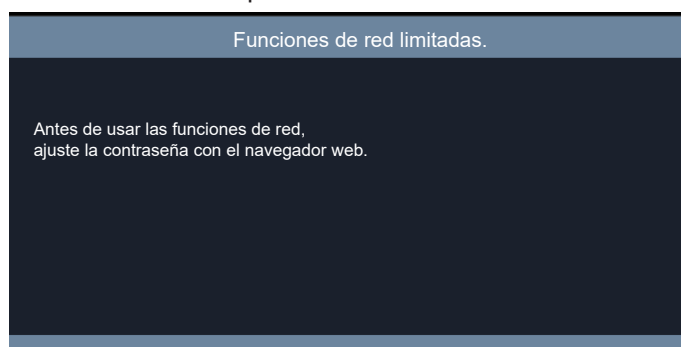 Funciones de red limitadas.
Antes de usar las funciones de red,
ajuste la contraseña con el navegador web.